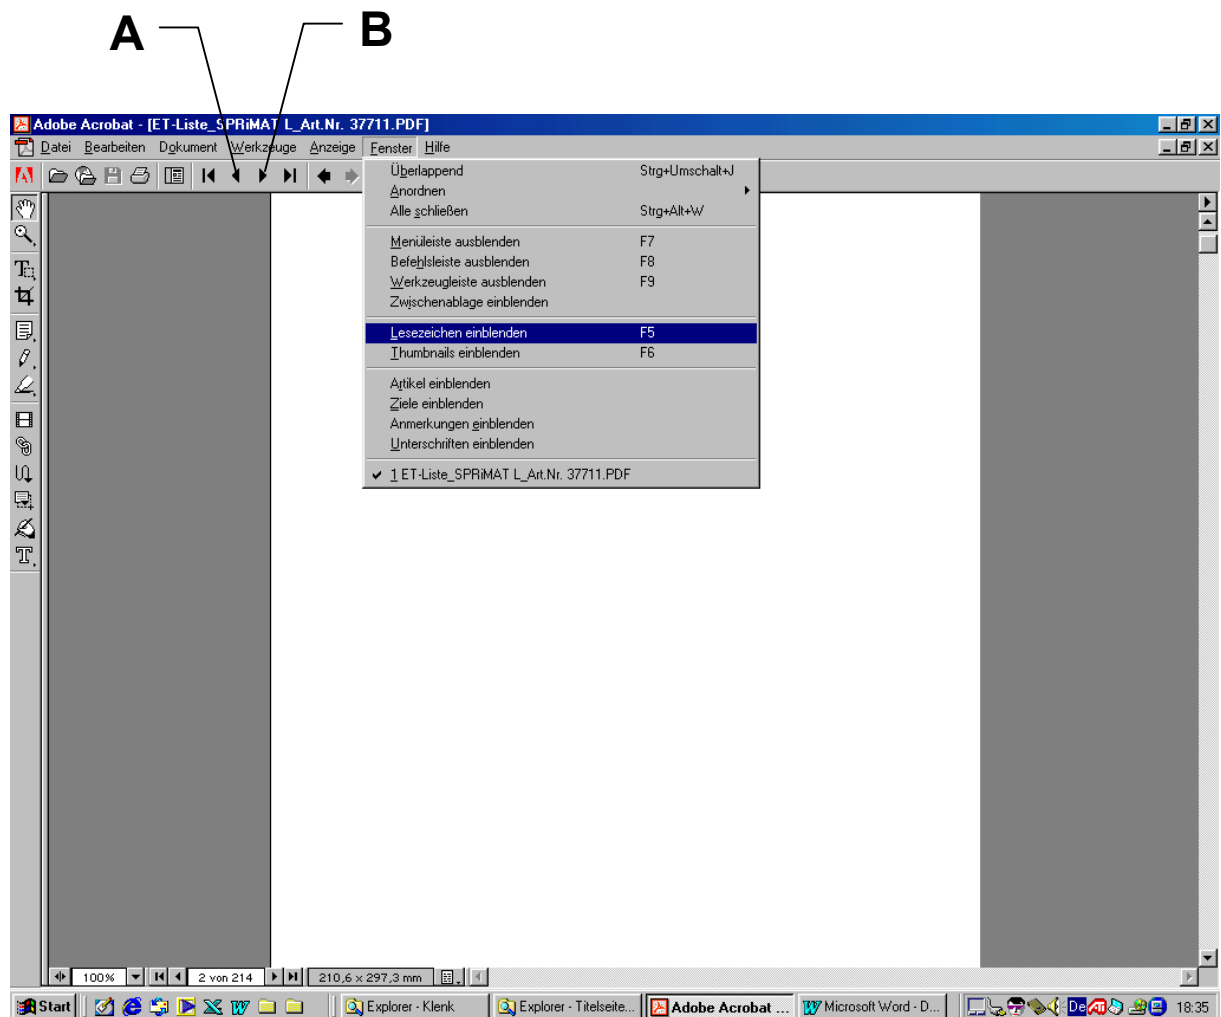 A B
Adobe Acrobat - [ET-Liste_SPRiMAT L_Art.Nr. 37711.PDF]
Datei Bearbeiten Dokument Werkzeuge Anzeige Fenster Hilfe
Überlappend Strg+Umschalt+J
Anordnen
Alle schließen Strg+Alt+W
Menüleiste ausblenden F7
Befehlsleiste ausblenden F8
Werkzeugleiste ausblenden F9
Zwischenablage einblenden
Lesezeichen einblenden F5
Thumbnails einblenden F6
Artikel einblenden
Ziele einblenden
Anmerkungen einblenden
Unterschriften einblenden
1 ET-Liste_SPRiMAT L_Art.Nr. 37711.PDF
100% 2 von 214 210,6 x 297,3 mm
Start Explorer - Klenk Explorer - Titelseite... Adobe Acrobat ... Microsoft Word - D... De 18:35